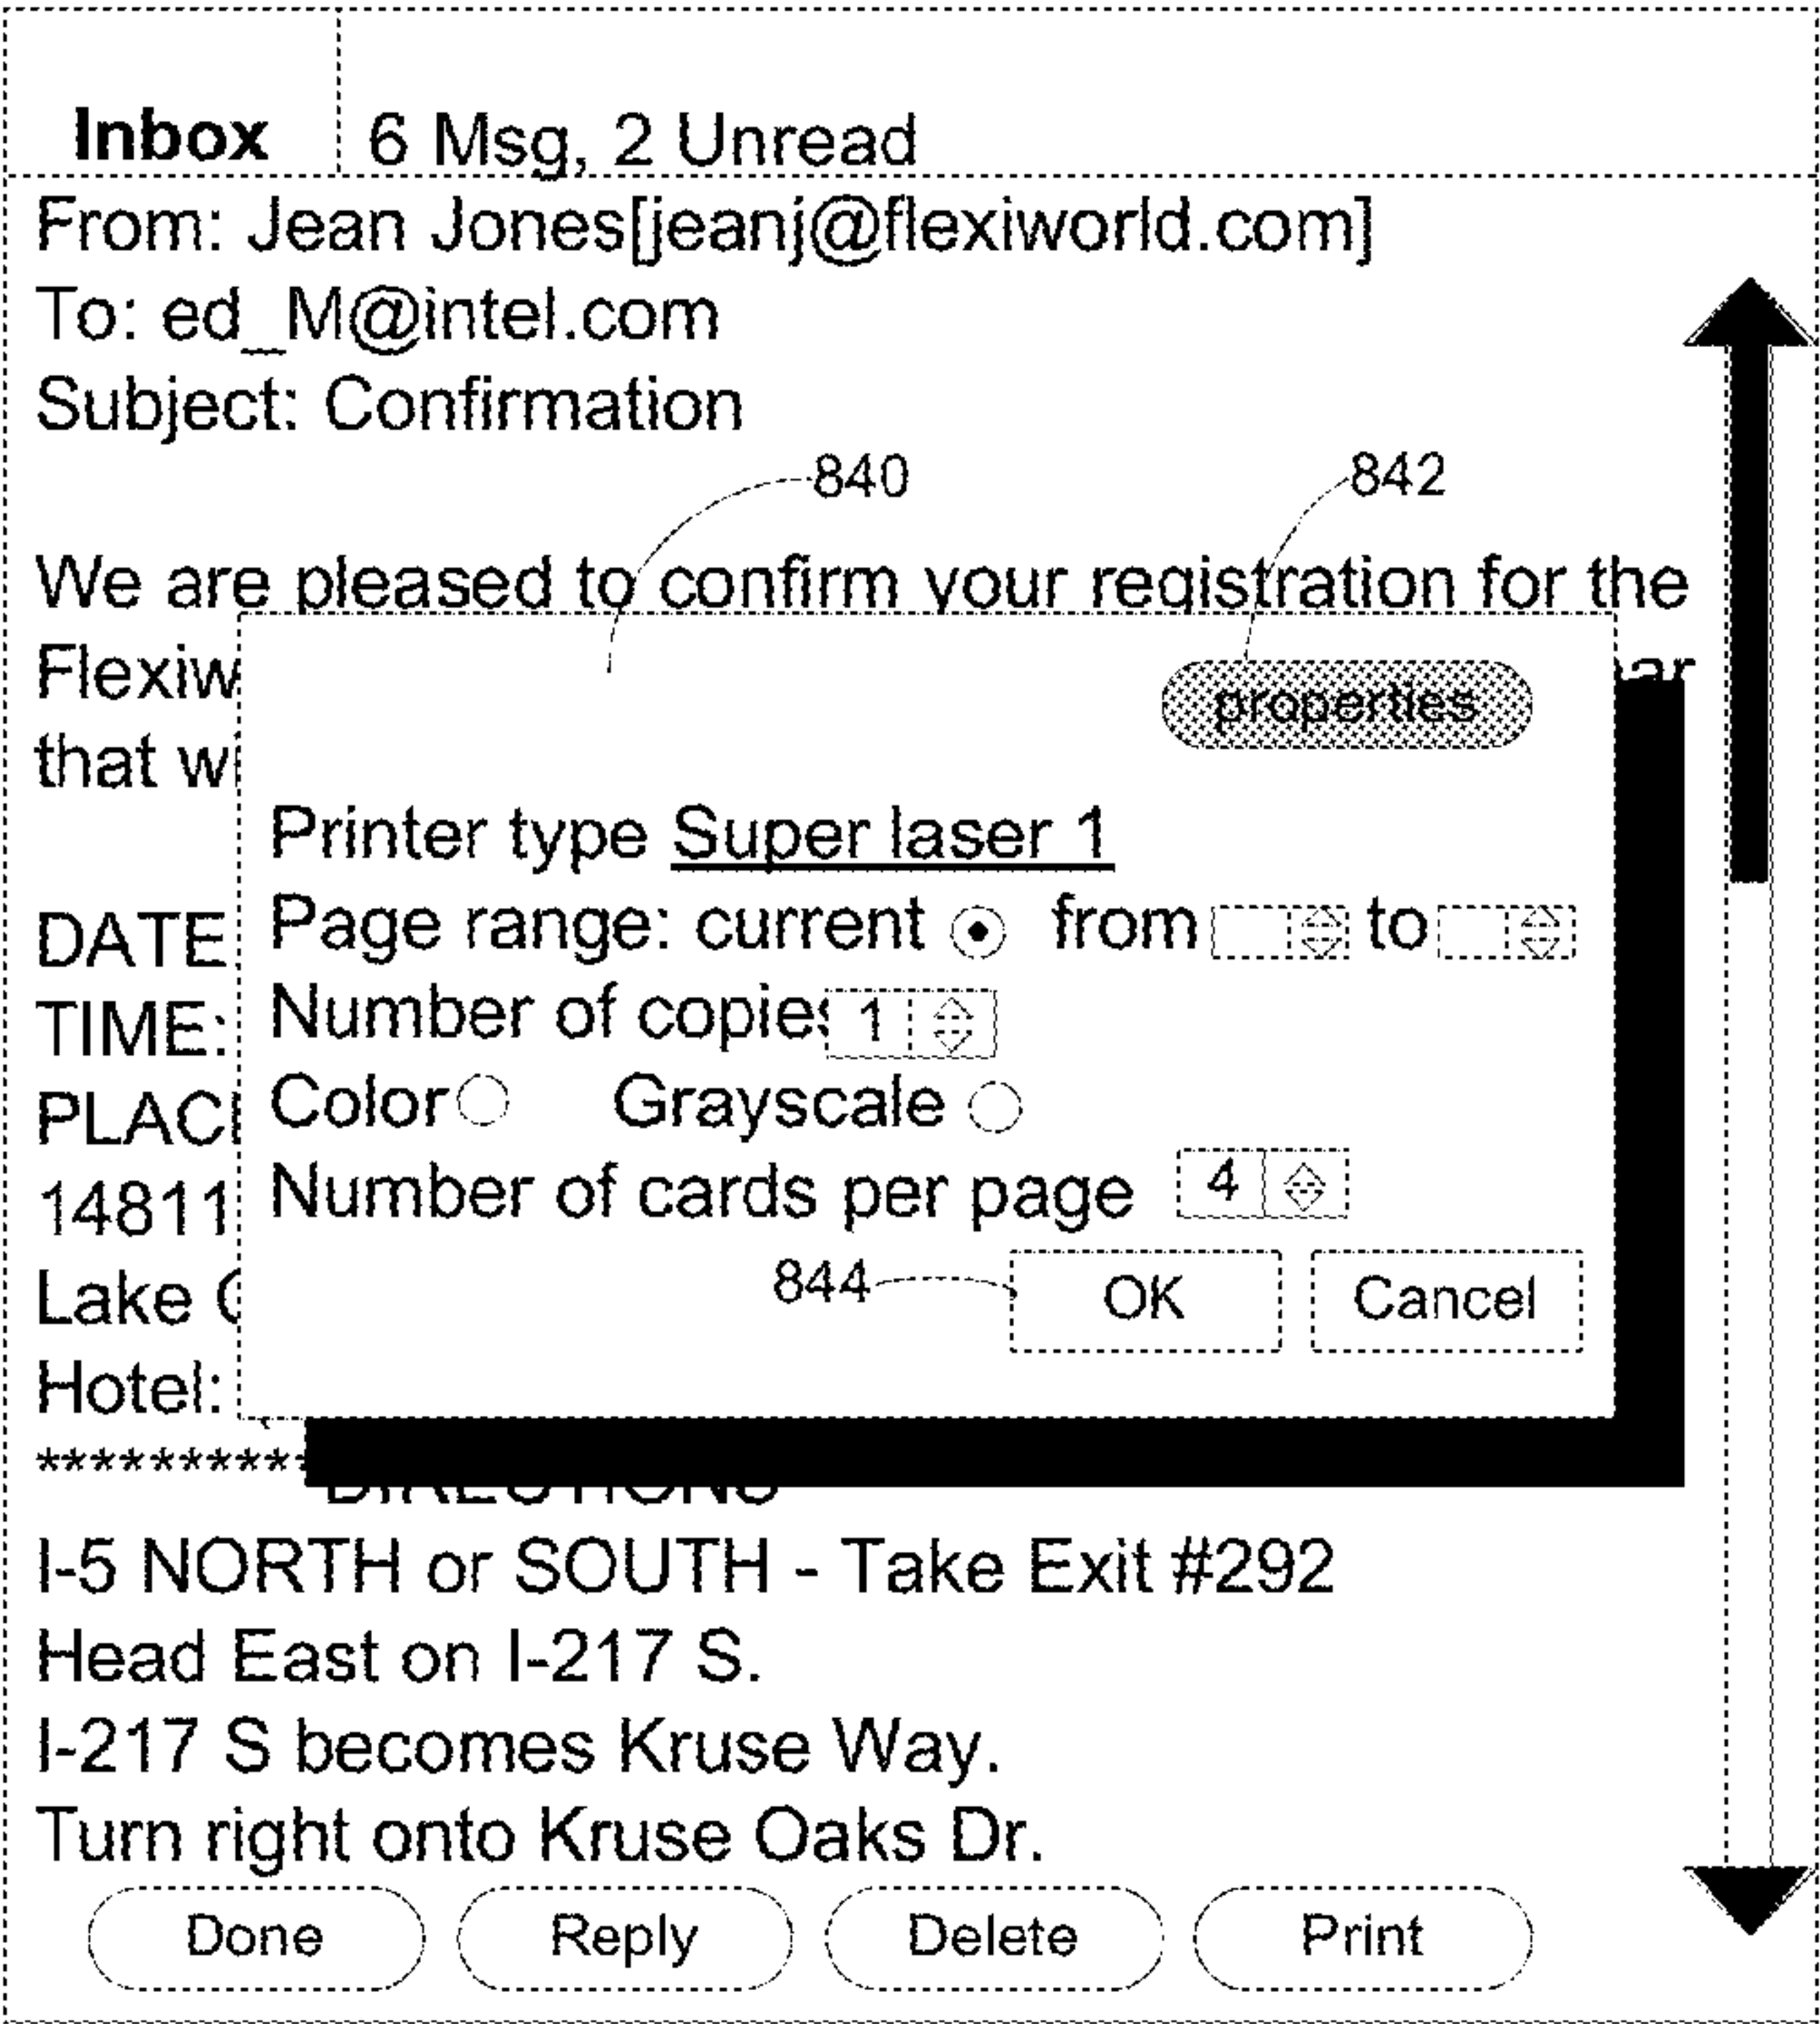 Inbox 6 Msg, 2 Unread
From: Jean Jones[jeanj@flexiworld.com]
To: ed_M@intel.com
Subject: Confirmation
840 842
We are pleased to confirm your registration for the
Flexiw
properties
that w
Printer type Super laser 1
DATE
Page range: current from to
TIME:
Number of copies 1
Color Grayscale
14811
Number of cards per page 4
Lake
844 OK Cancel
Hotel:
**********
DIRECTIONS
I-5 NORTH or SOUTH - Take Exit #292
Head East on I-217 S.
I-217 S becomes Kruse Way.
Turn right onto Kruse Oaks Dr.
Done Reply Delete Print